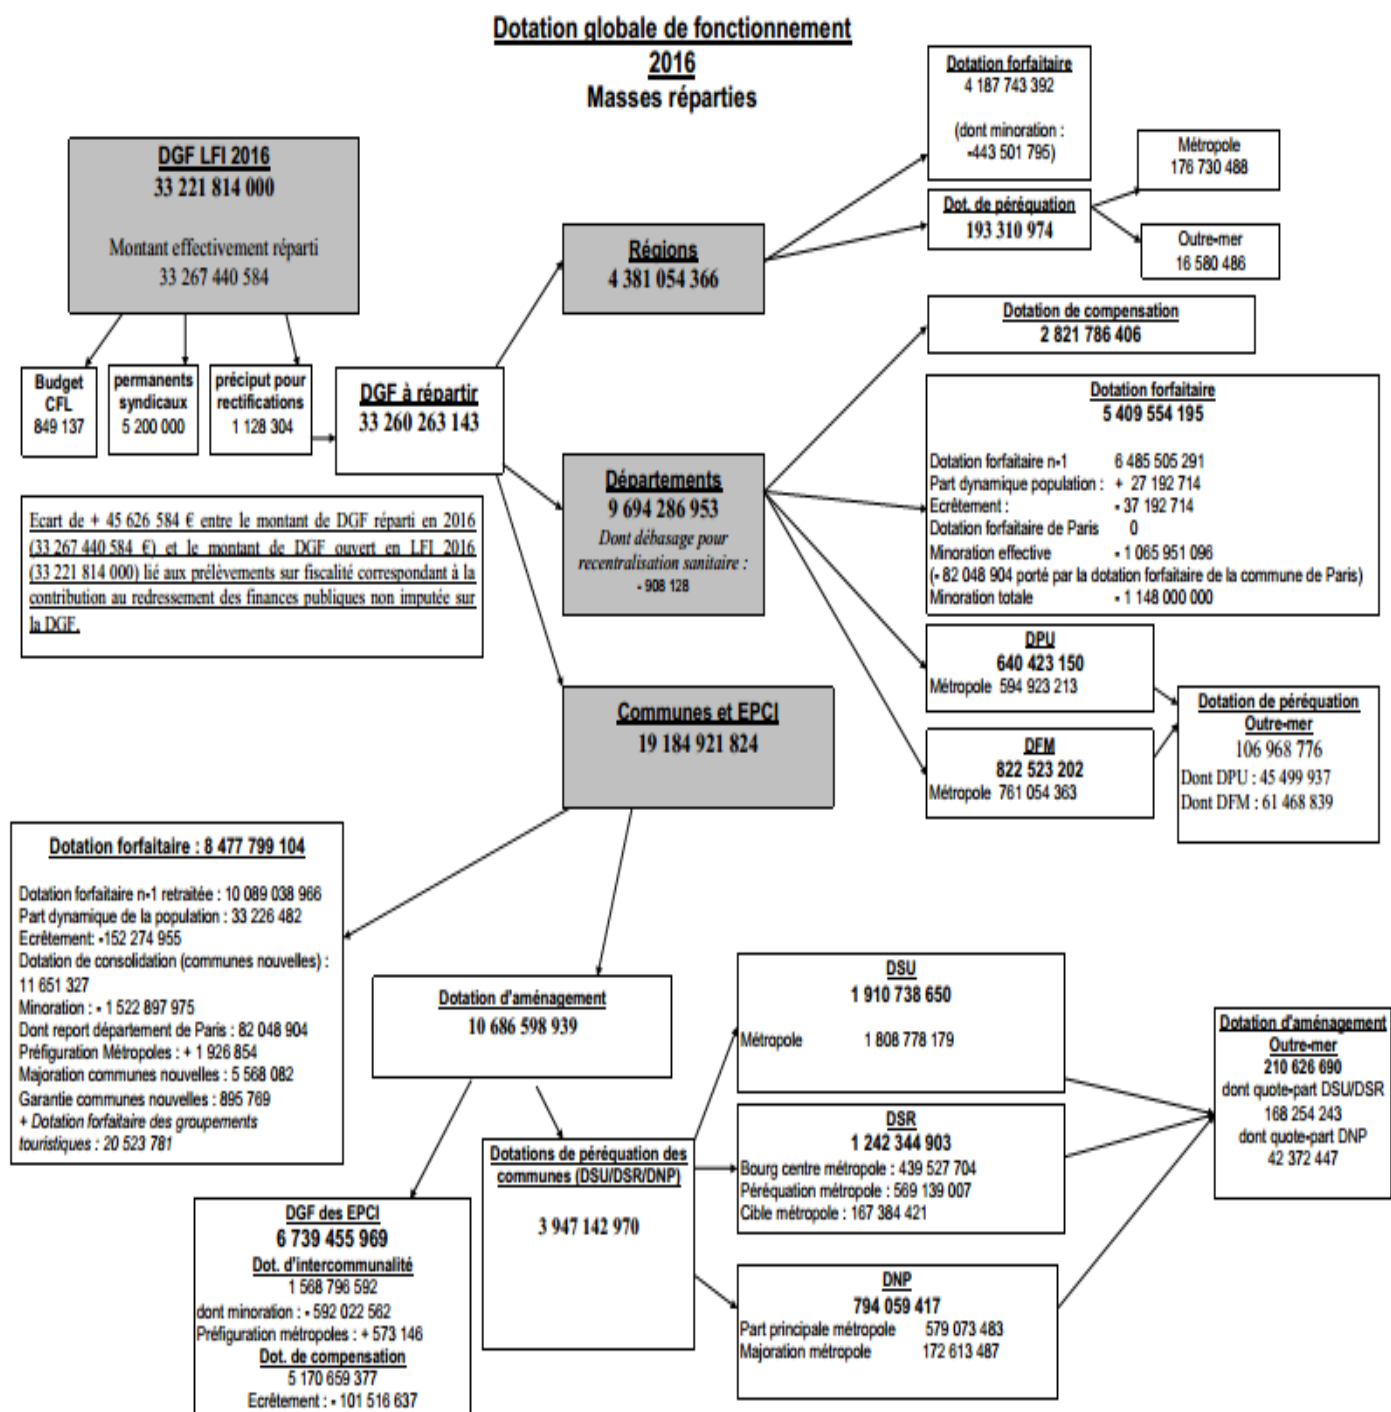 Dotation globale de fonctionnement
2016
Masses réparties
DGF LFI 2016
33 221 814 000
Montant effectivement réparti
33 267 440 584
Budget
CFL
849 137
permanents
syndicaux
5 200 000
préciput pour
rectifications
1 128 304
DGF à répartir
33 260 263 143
Ecart de + 45 626 584 € entre le montant de DGF réparti en 2016
(33 267 440 584 €) et le montant de DGF ouvert en LFI 2016
(33 221 814 000) lié aux prélèvements sur fiscalité correspondant à la
contribution au redressement des finances publiques non imputée sur
la DGF.
Régions
4 381 054 366
Dotation forfaitaire
4 187 743 392
(dont minoration :
-443 501 795)
Dot. de péréquation
193 310 974
Métropole
176 730 488
Outre-mer
16 580 486
Départements
9 694 286 953
Dont débasage pour
recentralisation sanitaire :
- 908 128
Dotation de compensation
2 821 786 406
Dotation forfaitaire
5 409 554 195
Dotation forfaitaire n-1 6 485 505 291
Part dynamique population : + 27 192 714
Ecrêtement : - 37 192 714
Dotation forfaitaire de Paris 0
Minoration effective - 1 065 951 096
(- 82 048 904 porté par la dotation forfaitaire de la commune de Paris)
Minoration totale - 1 148 000 000
DPU
640 423 150
Métropole 594 923 213
DFM
822 523 202
Métropole 761 054 363
Dotation de péréquation
Outre-mer
106 968 776
Dont DPU : 45 499 937
Dont DFM : 61 468 839
Communes et EPCI
19 184 921 824
Dotation forfaitaire : 8 477 799 104
Dotation forfaitaire n-1 retraitée : 10 089 038 966
Part dynamique de la population : 33 226 482
Ecrêtement: -152 274 955
Dotation de consolidation (communes nouvelles) :
11 651 327
Minoration : - 1 522 897 975
Dont report département de Paris : 82 048 904
Préfiguration Métropoles : + 1 926 854
Majoration communes nouvelles : 5 568 082
Garantie communes nouvelles : 895 769
+ Dotation forfaitaire des groupements
touristiques : 20 523 781
Dotation d'aménagement
10 686 598 939
DGF des EPCI
6 739 455 969
Dot. d'intercommunalité
1 568 796 592
dont minoration : - 592 022 562
Préfiguration métropoles : + 573 146
Dot. de compensation
5 170 659 377
Ecrêtement : - 101 516 637
Dotations de péréquation des
communes (DSU/DSR/DNP)
3 947 142 970
DSU
1 910 738 650
Métropole 1 808 778 179
DSR
1 242 344 903
Bourg centre métropole : 439 527 704
Péréquation métropole : 569 139 007
Cible métropole : 167 384 421
DNP
794 059 417
Part principale métropole 579 073 483
Majoration métropole 172 613 487
Dotation d'aménagement
Outre-mer
210 626 690
dont quote-part DSU/DSR
168 254 243
dont quote-part DNP
42 372 447